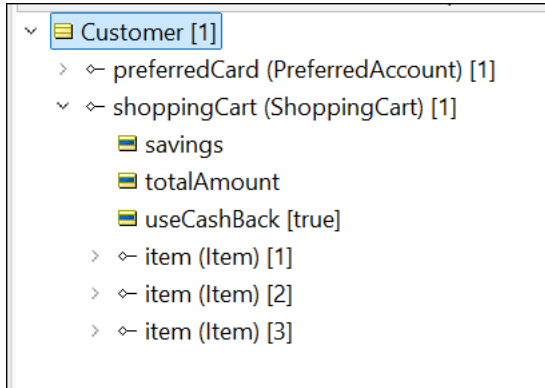 Customer [1]
preferredCard (PreferredAccount) [1]
shoppingCart (ShoppingCart) [1]
savings
totalAmount
useCashBack [true]
item (Item) [1]
item (Item) [2]
item (Item) [3]